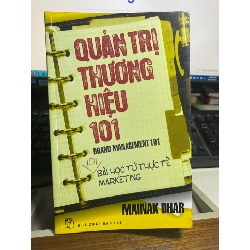 QUẢN TRỊ
THƯƠNG
HIỆU
101
BRAND MANAGEMENT 101
101
BÀI HỌC TỪ THỰC TẾ
MARKETING
MAINAK DHAR